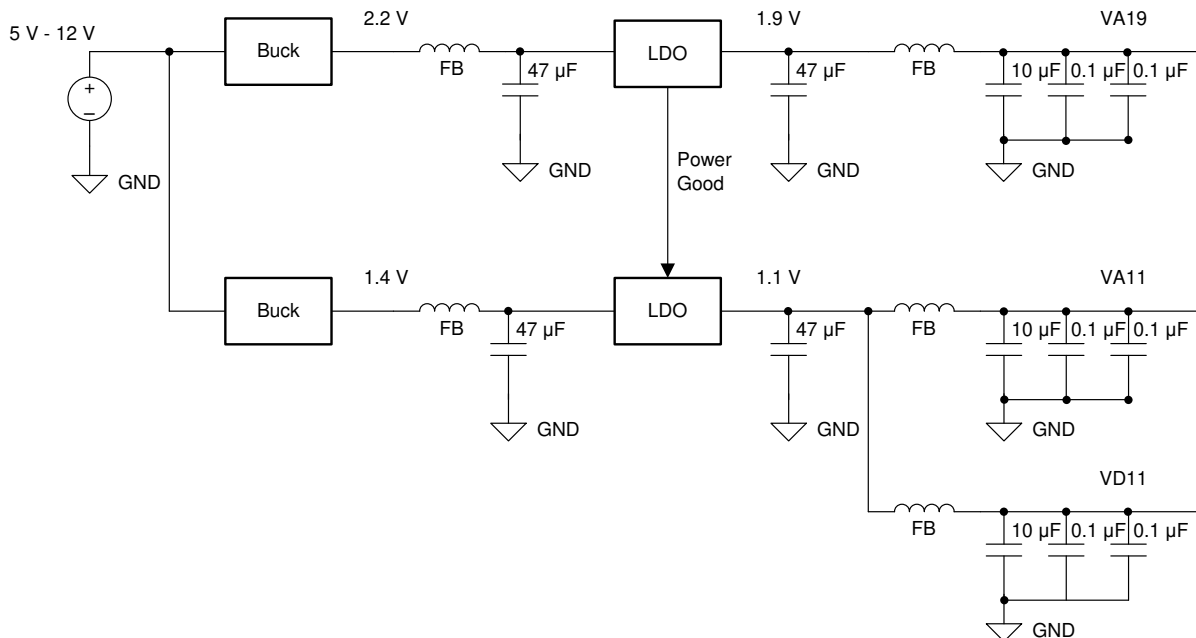 5 V - 12 V
+
–
GND
Buck
2.2 V
FB
47 µF
GND
LDO
1.9 V
47 µF
GND
FB
VA19
10 µF
0.1 µF
0.1 µF
GND
Power
Good
Buck
1.4 V
FB
47 µF
GND
LDO
1.1 V
47 µF
GND
FB
VA11
10 µF
0.1 µF
0.1 µF
GND
FB
VD11
10 µF
0.1 µF
0.1 µF
GND